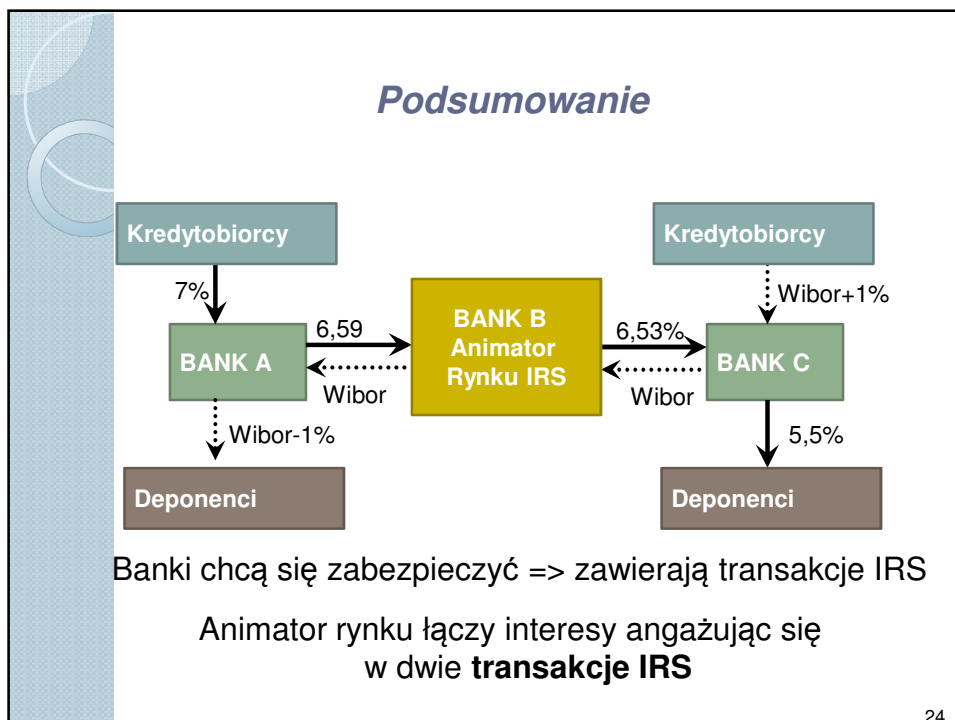 Podsumowanie
Kredytobiorcy
Kredytobiorcy
7%
Wibor+1%
BANK A
6,59
Wibor
BANK B
Animator
Rynku IRS
6,53%
Wibor
BANK C
Wibor-1%
5,5%
Deponenci
Deponenci
Banki chcą się zabezpieczyć => zawierają transakcje IRS
Animator rynku łączy interesy angażując się
w dwie transakcje IRS
24